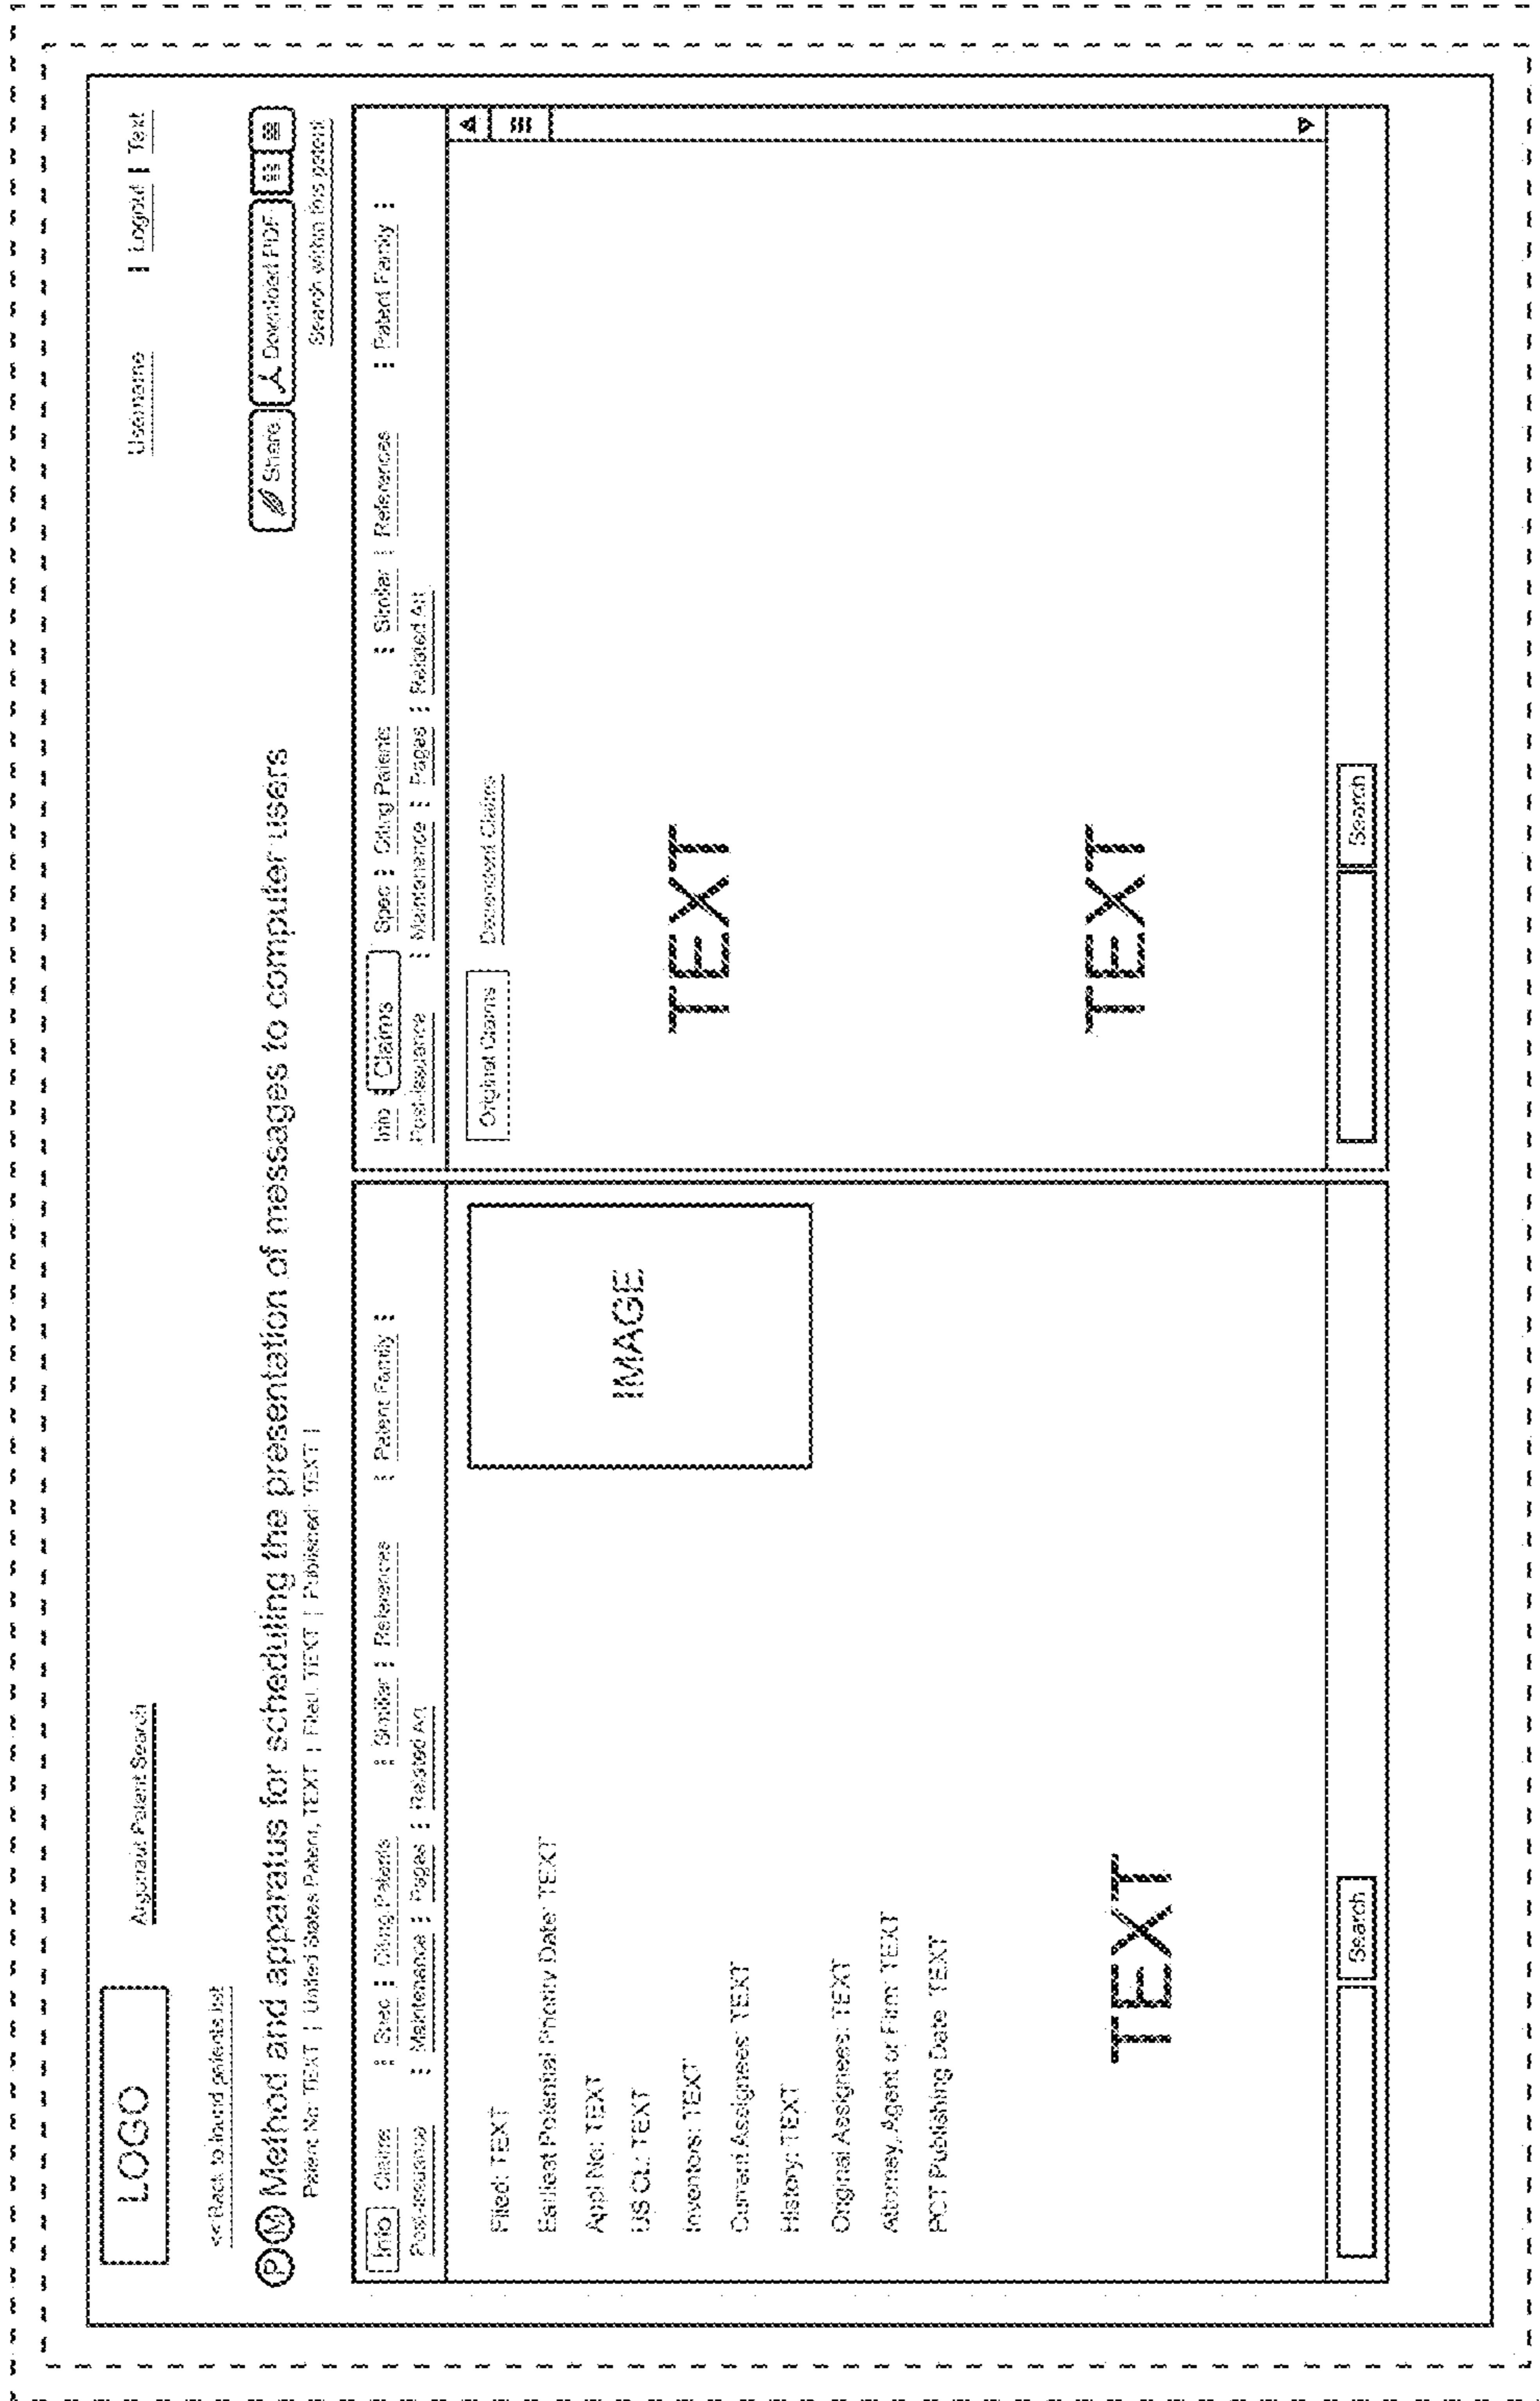 LOGO
Argonaut Patent Search
Username | Logout | Text
<<Back to found patents list
P M Method and apparatus for scheduling the presentation of messages to computer users
Share Download PDF
Patent No: TEXT | United States Patent, TEXT | Filed: TEXT | Published: TEXT |
Search within this patent
Info Claims Spec Citing Patents Similar References Patent Family
Post-Issuance Maintenance Pages Related Art
Filed: TEXT
Earliest Potential Priority Date: TEXT
Appl No: TEXT
US CL: TEXT
Inventors: TEXT
Current Assignees: TEXT
History: TEXT
Original Assignees: TEXT
Attorney, Agent or Firm: TEXT
PCT Publishing Date: TEXT
IMAGE
TEXT
Search
Info Claims Spec Citing Patents Similar References Patent Family
Post-Issuance Maintenance Pages Related Art
Original Claims Dependent Claims
TEXT
TEXT
Search